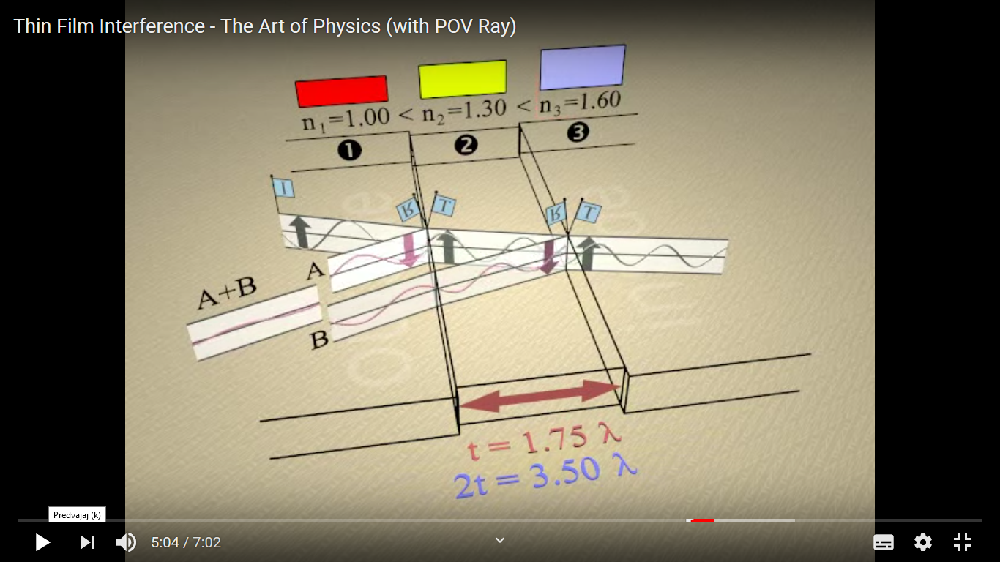 Thin Film Interference - The Art of Physics (with POV Ray)
n₁=1.00 < n₂=1.30 < n₃=1.60
❶ ❷ ❸
I
R T R T
A
A+B
B
t = 1.75 λ
2t = 3.50 λ
Predvajaj (k)
5:04 / 7:02